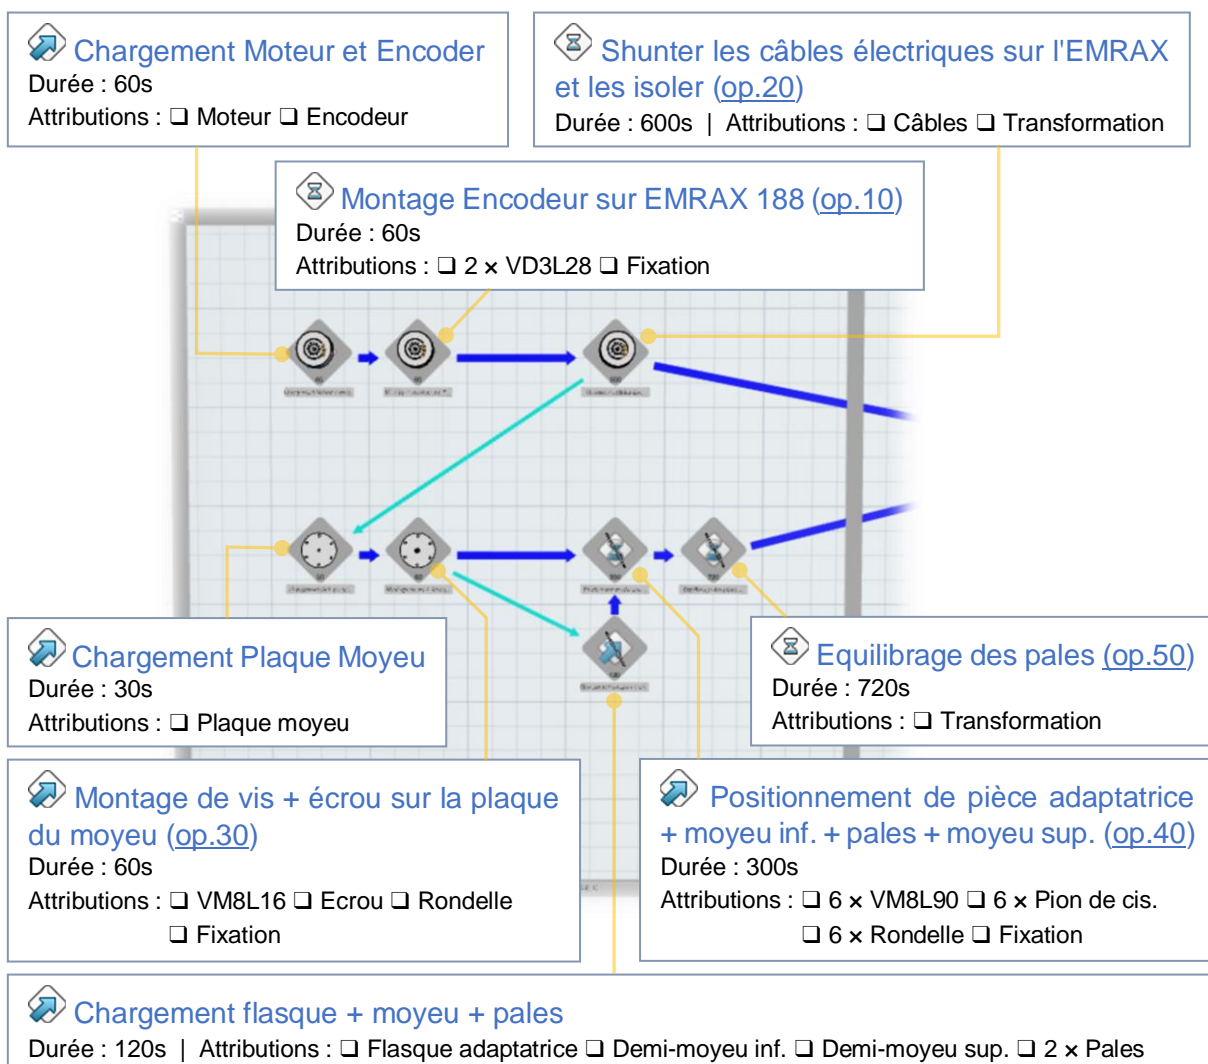 Chargement Moteur et Encoder
Durée : 60s
Attributions : ❑ Moteur ❑ Encodeur
Shunter les câbles électriques sur l'EMRAX
et les isoler (op.20)
Durée : 600s | Attributions : ❑ Câbles ❑ Transformation
Montage Encodeur sur EMRAX 188 (op.10)
Durée : 60s
Attributions : ❑ 2 × VD3L28 ❑ Fixation
Chargement Plaque Moyeu
Durée : 30s
Attributions : ❑ Plaque moyeu
Equilibrage des pales (op.50)
Durée : 720s
Attributions : ❑ Transformation
Montage de vis + écrou sur la plaque
du moyeu (op.30)
Durée : 60s
Attributions : ❑ VM8L16 ❑ Ecrou ❑ Rondelle
❑ Fixation
Positionnement de pièce adaptatrice
+ moyeu inf. + pales + moyeu sup. (op.40)
Durée : 300s
Attributions : ❑ 6 × VM8L90 ❑ 6 × Pion de cis.
❑ 6 × Rondelle ❑ Fixation
Chargement flasque + moyeu + pales
Durée : 120s | Attributions : ❑ Flasque adaptatrice ❑ Demi-moyeu inf. ❑ Demi-moyeu sup. ❑ 2 × Pales